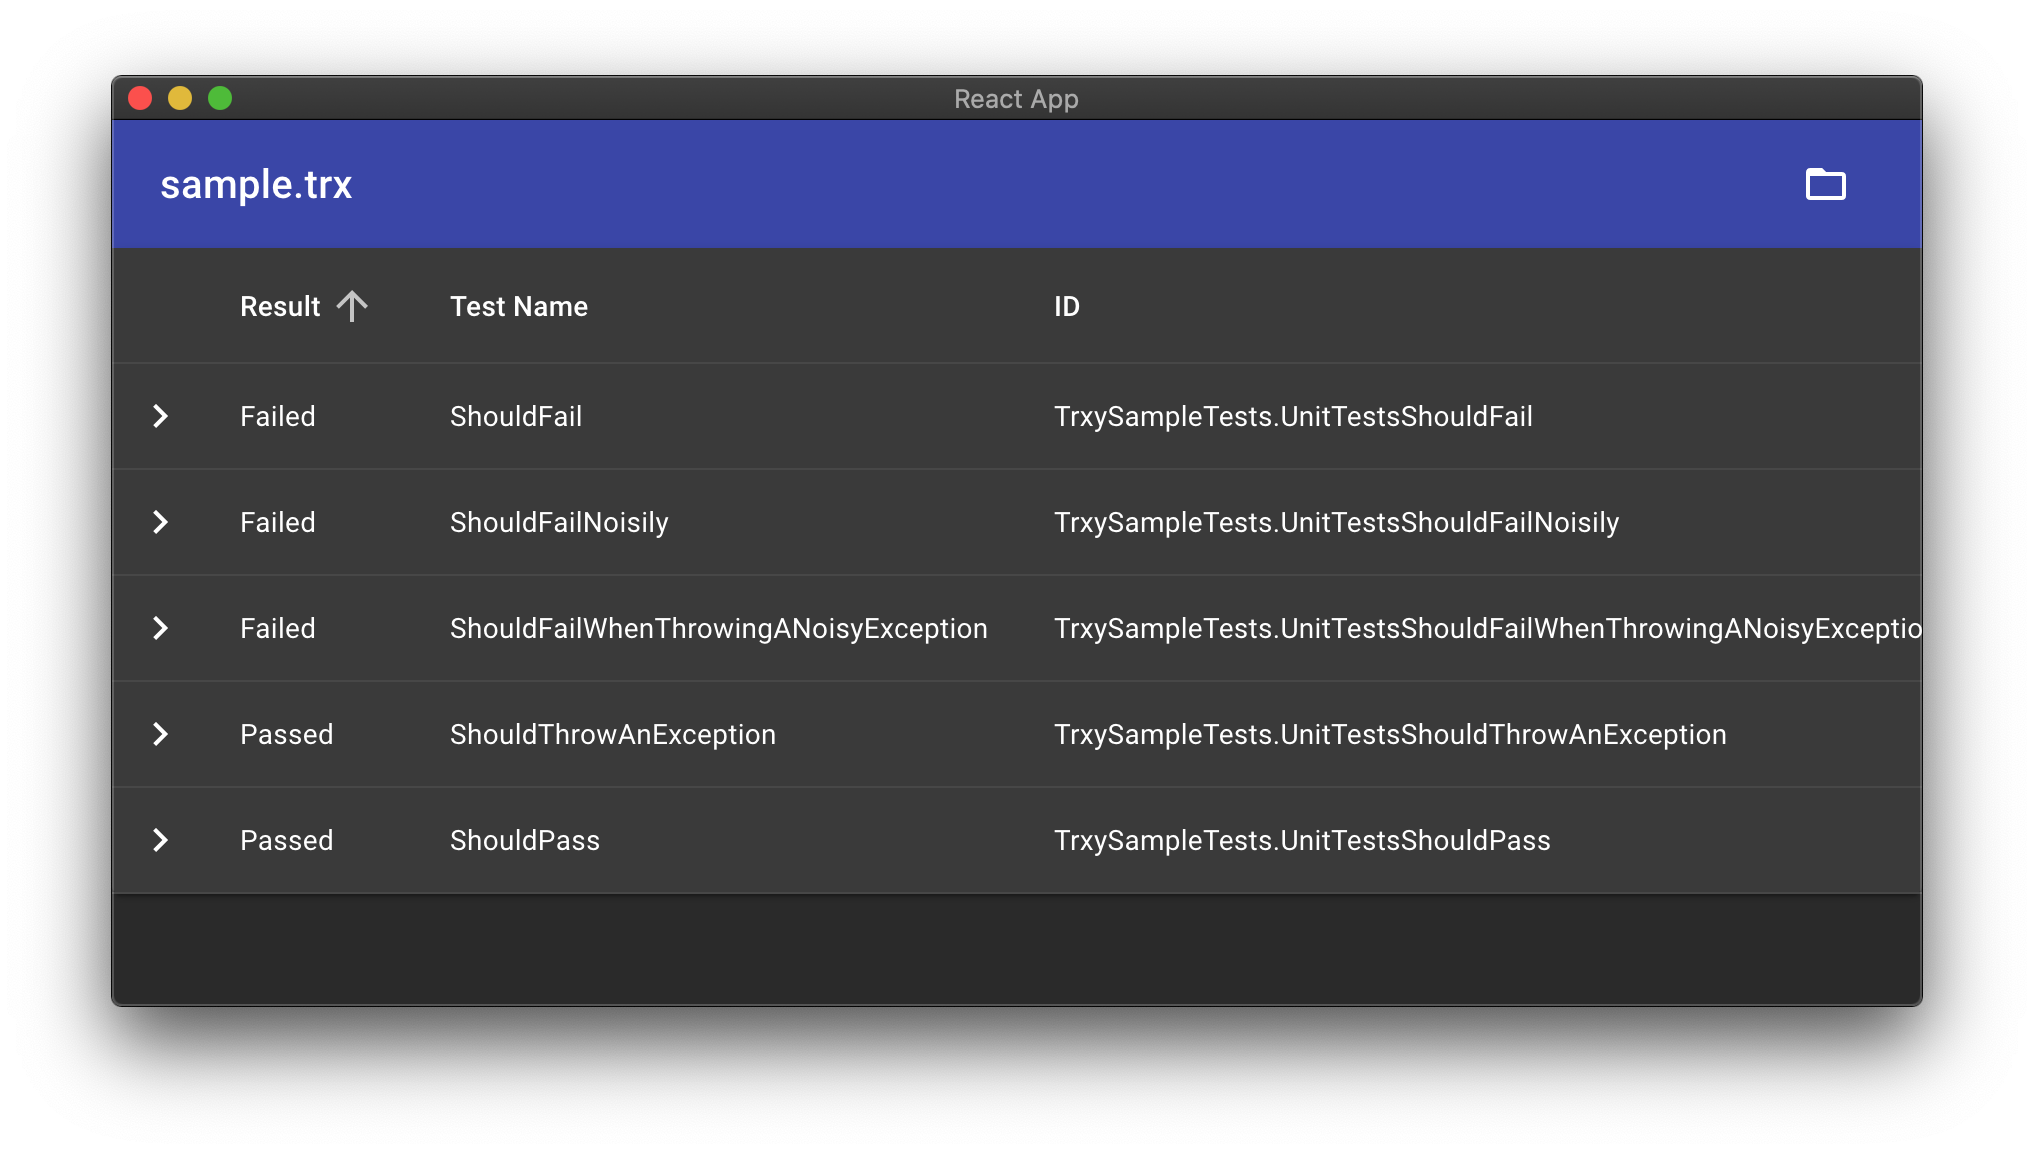 React App
sample.trx
Result Test Name ID
Failed ShouldFail TrxySampleTests.UnitTestsShouldFail
Failed ShouldFailNoisily TrxySampleTests.UnitTestsShouldFailNoisily
Failed ShouldFailWhenThrowingANoisyException TrxySampleTests.UnitTestsShouldFailWhenThrowingANoisyExceptio
Passed ShouldThrowAnException TrxySampleTests.UnitTestsShouldThrowAnException
Passed ShouldPass TrxySampleTests.UnitTestsShouldPass